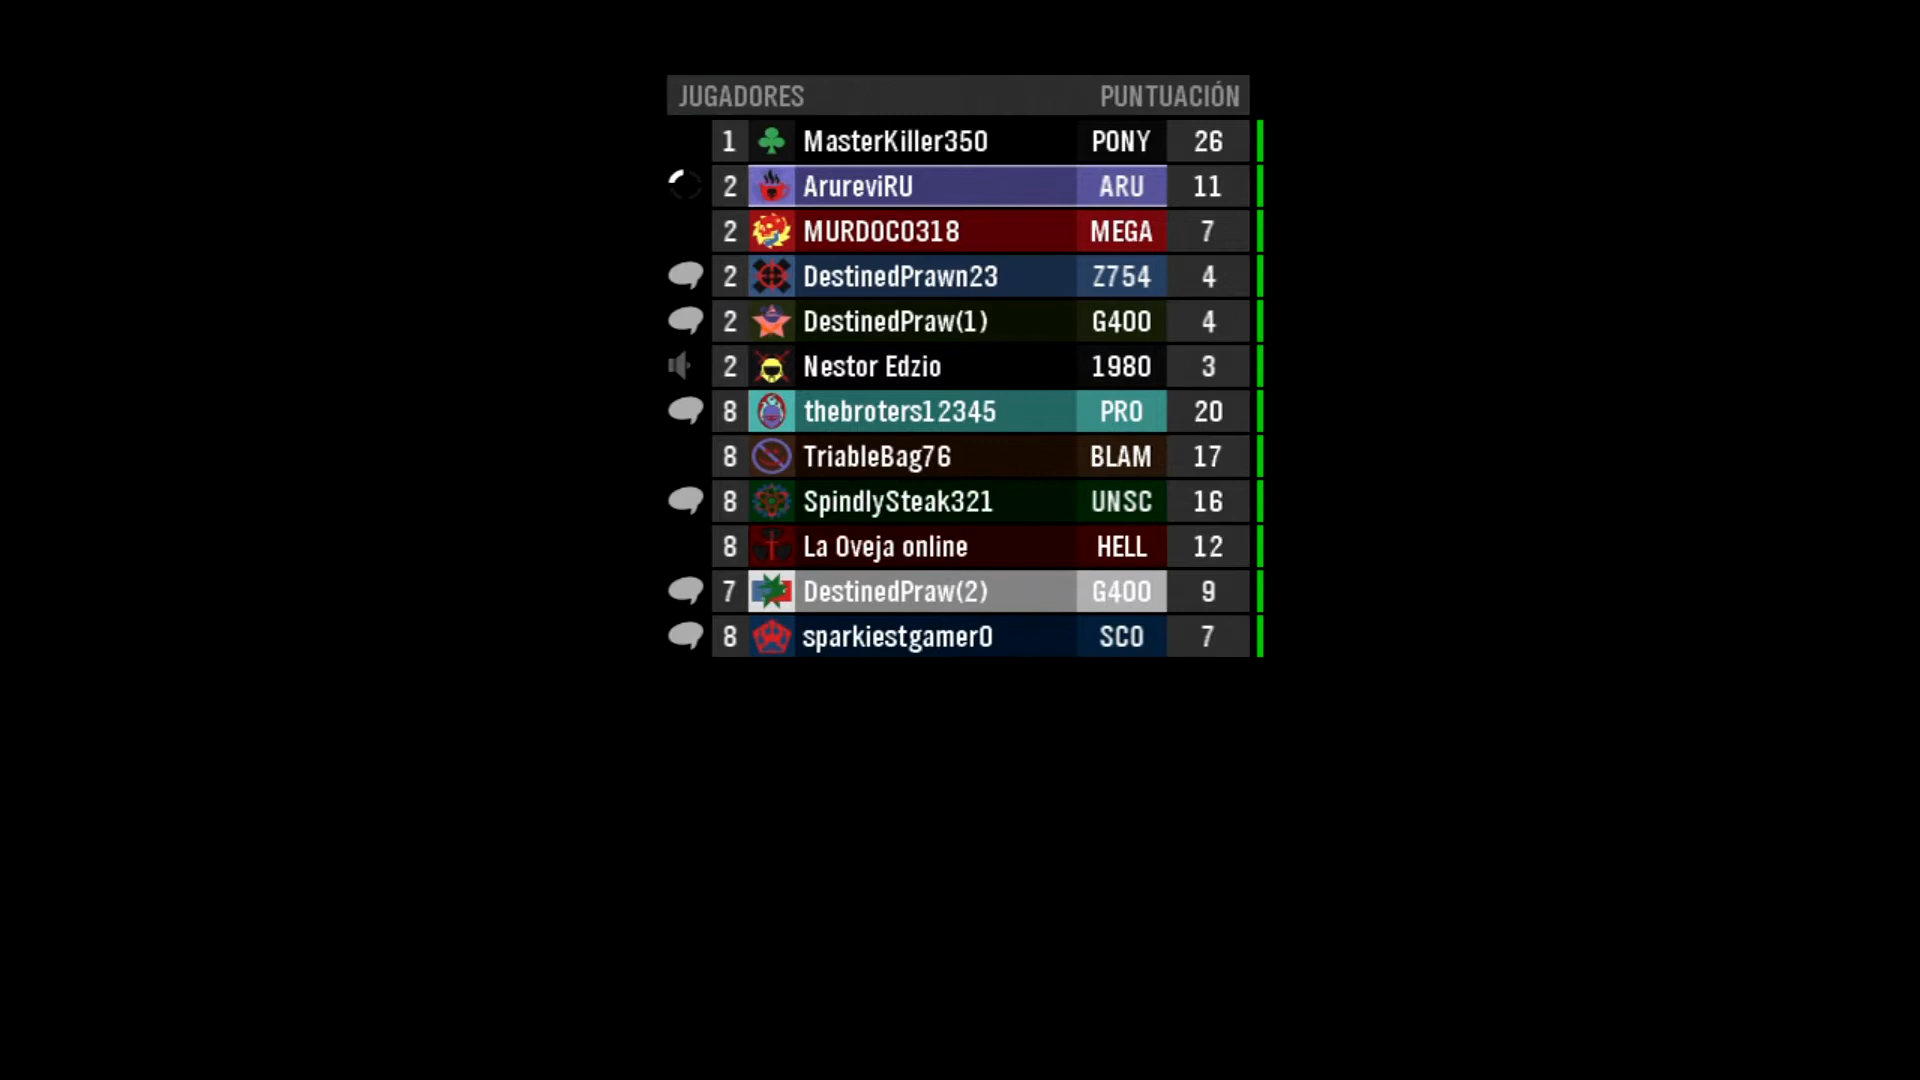 JUGADORES PUNTUACIÓN
1 MasterKiller350 PONY 26
2 ArureviRU ARU 11
2 MURDOCO318 MEGA 7
2 DestinedPrawn23 Z754 4
2 DestinedPraw(1) G400 4
2 Nestor Edzio 1980 3
8 thebroters12345 PRO 20
8 TriableBag76 BLAM 17
8 SpindlySteak321 UNSC 16
8 La Oveja online HELL 12
7 DestinedPraw(2) G400 9
8 sparkiestgamer0 SCO 7